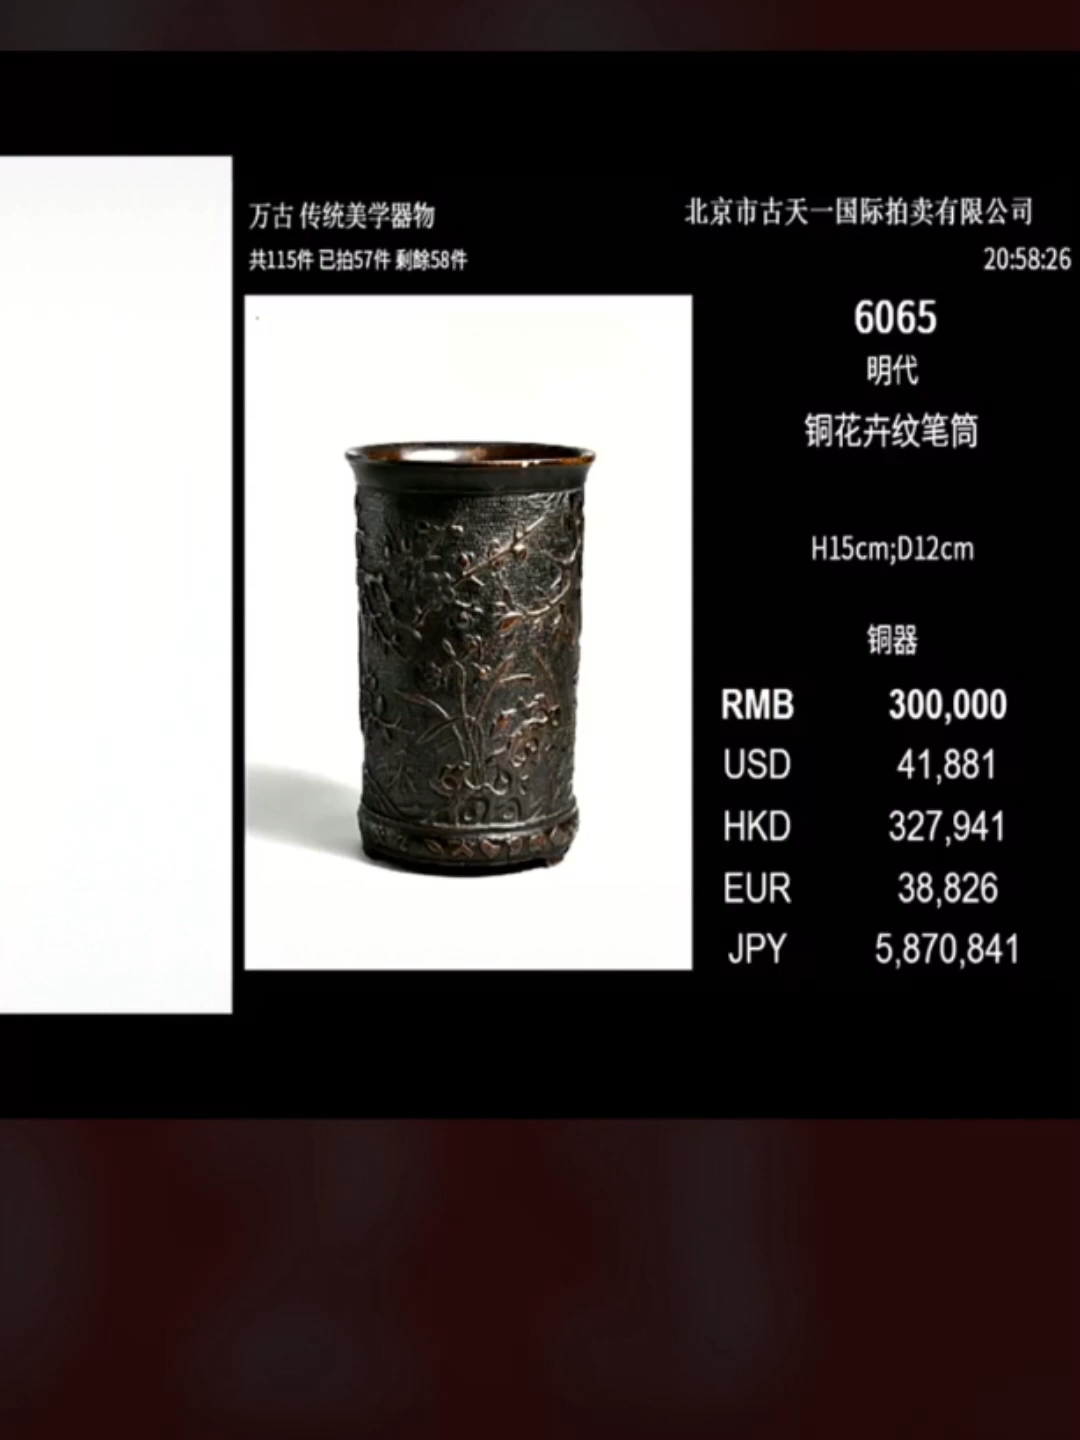 万古 传统美学器物
北京市古天一国际拍卖有限公司
共115件 已拍57件 剩餘58件
20:58:26
6065
明代
铜花卉纹笔筒
H15cm;D12cm
铜器
RMB 300,000
USD 41,881
HKD 327,941
EUR 38,826
JPY 5,870,841